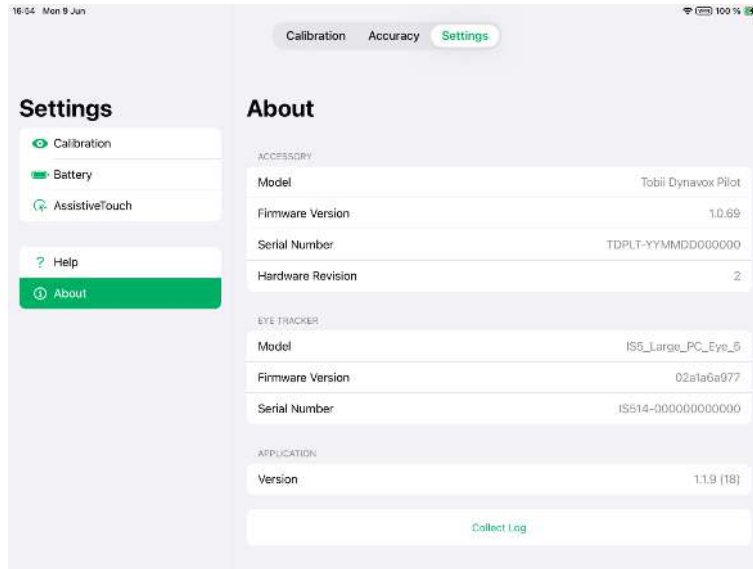 16:54 Mon 9 Jun
VPN 100 %
Calibration Accuracy Settings
Settings
Calibration
Battery
AssistiveTouch
Help
About
About
ACCESSORY
Model Tobii Dynavox Pilot
Firmware Version 1.0.69
Serial Number TDPLT-YYMMDD000000
Hardware Revision 2
EYE TRACKER
Model IS5_Large_PC_Eye_5
Firmware Version 02a1a6a977
Serial Number IS514-000000000000
APPLICATION
Version 1.1.9 (18)
Collect Log